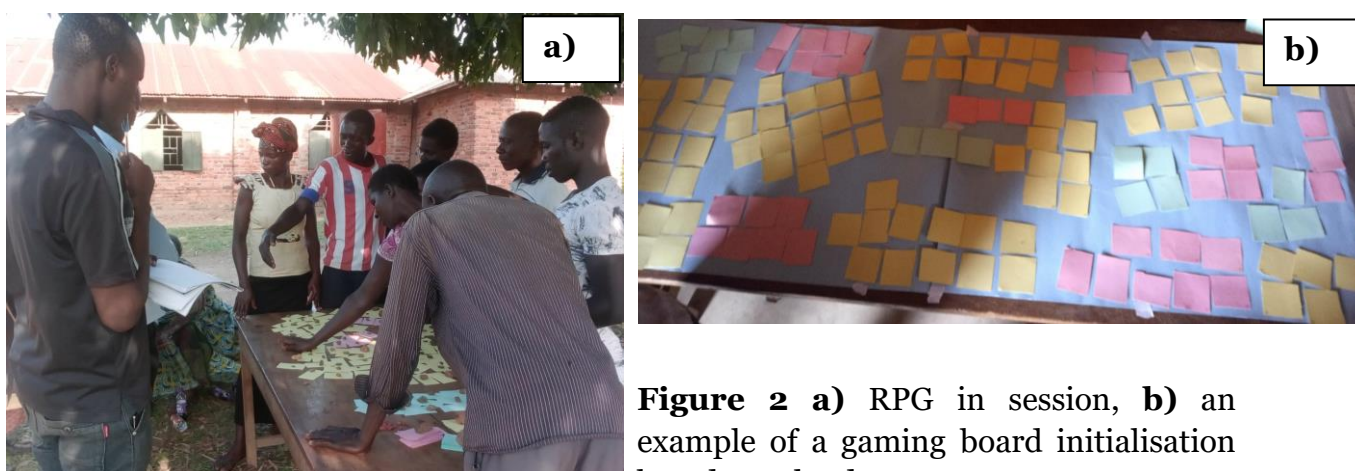 a)
b)
Figure 2 a) RPG in session, b) an
example of a gaming board initialisation